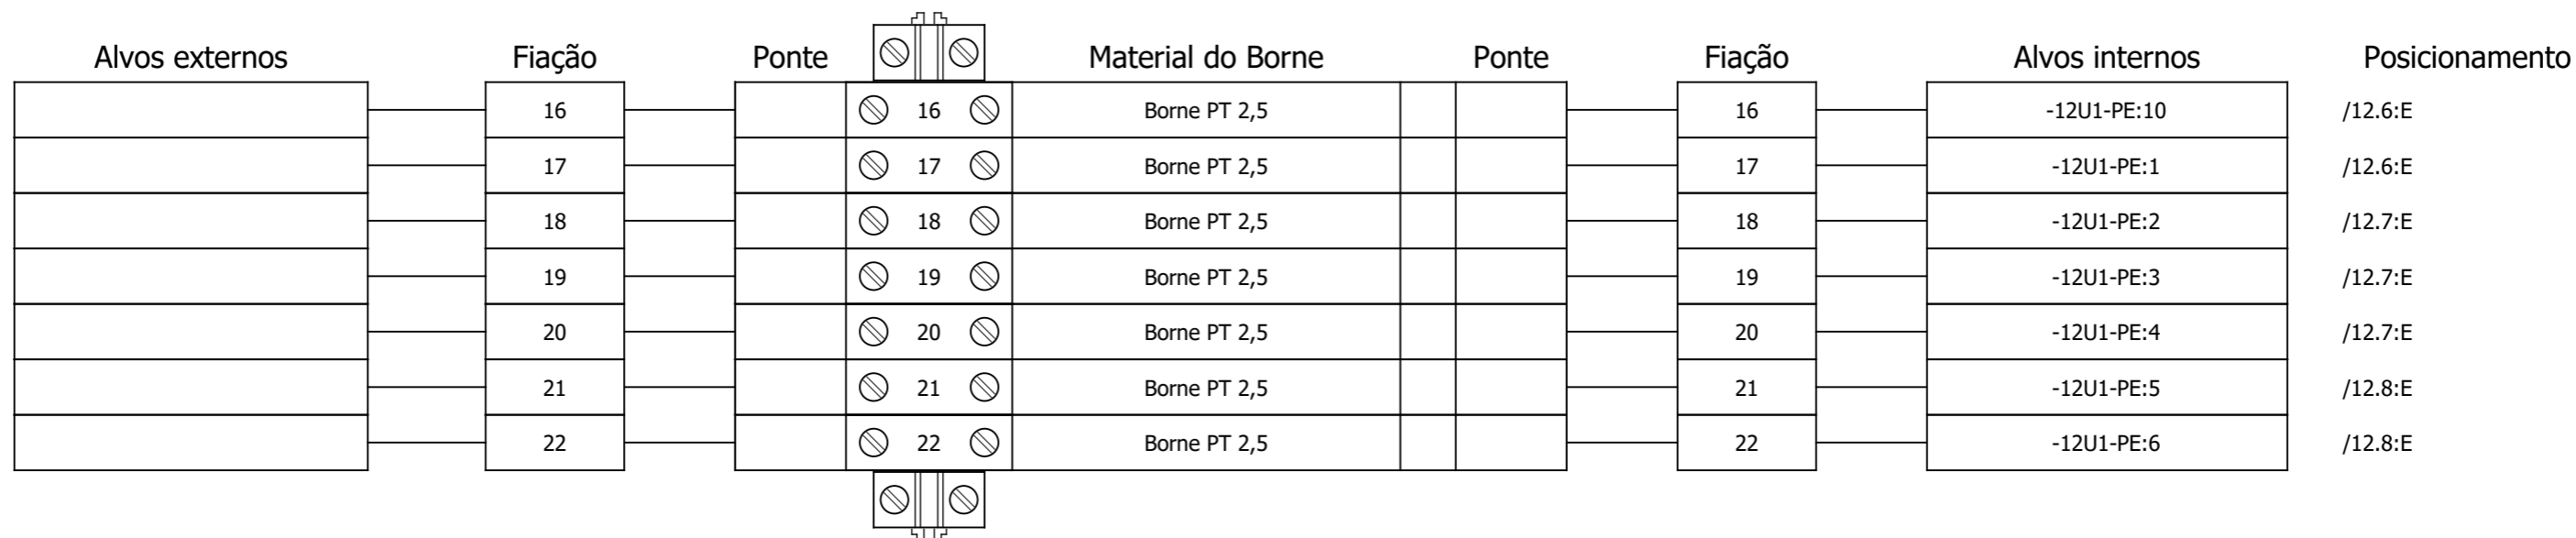 Alvos externos Fiação Ponte Material do Borne Ponte Fiação Alvos internos Posicionamento
16 16 Borne PT 2,5 16 -12U1-PE:10 /12.6:E
17 17 Borne PT 2,5 17 -12U1-PE:1 /12.6:E
18 18 Borne PT 2,5 18 -12U1-PE:2 /12.7:E
19 19 Borne PT 2,5 19 -12U1-PE:3 /12.7:E
20 20 Borne PT 2,5 20 -12U1-PE:4 /12.7:E
21 21 Borne PT 2,5 21 -12U1-PE:5 /12.8:E
22 22 Borne PT 2,5 22 -12U1-PE:6 /12.8:E